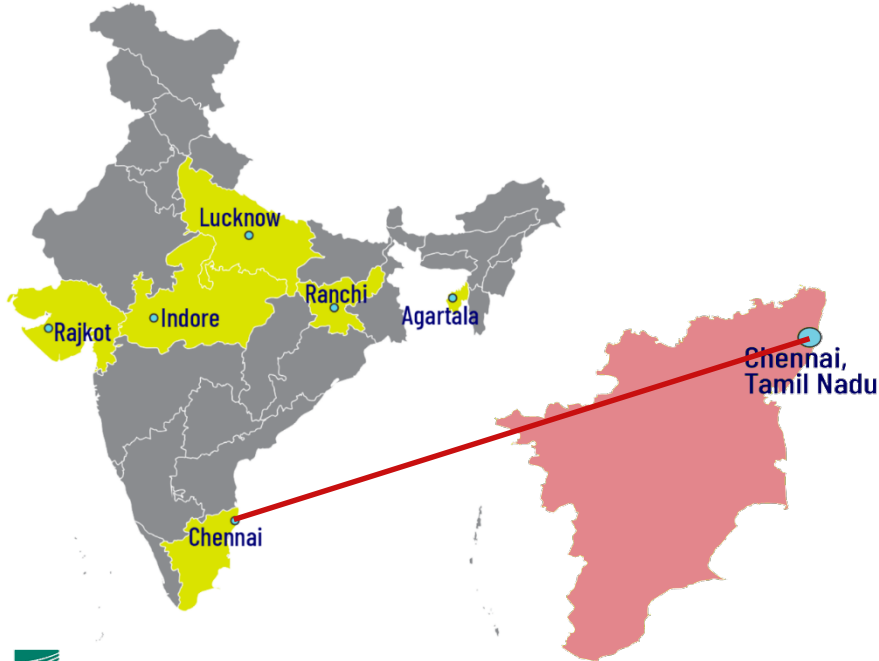 Lucknow
Ranchi
Rajkot
Indore
Agartala
Chennai,
Tamil Nadu
Chennai